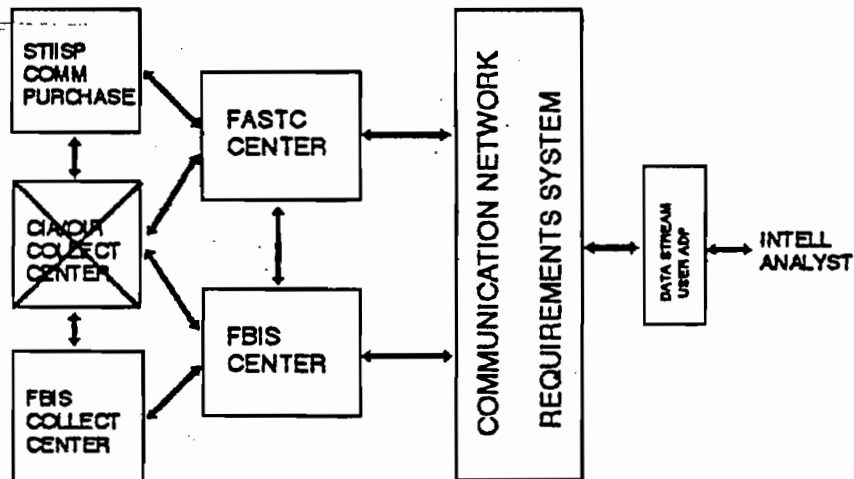 STIISP
COMM
PURCHASE
CIA/OIR
COLLECT
CENTER
FBIS
COLLECT
CENTER
FASTC
CENTER
FBIS
CENTER
COMMUNICATION NETWORK
REQUIREMENTS SYSTEM
DATA STREAM
USER ADP
INTELL
ANALYST